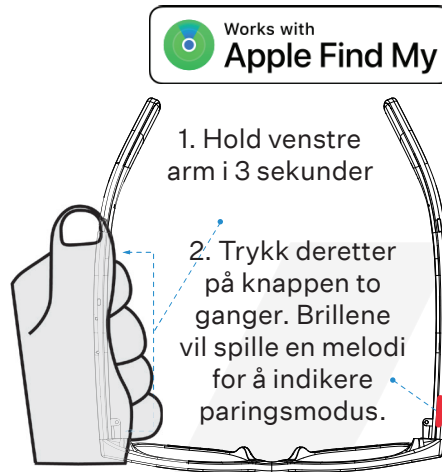 Works with
Apple Find My
1. Hold venstre
arm i 3 sekunder
2. Trykk deretter
på knappen to
ganger. Brillene
vil spille en melodi
for å indikere
paringsmodus.